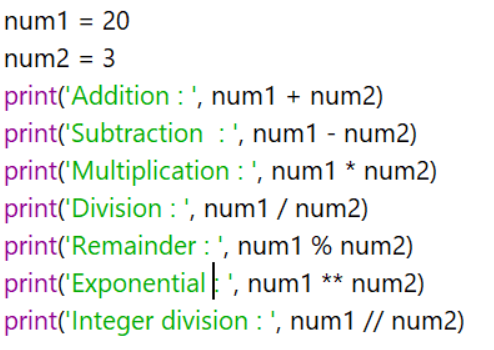 num1 = 20
num2 = 3
print('Addition : ', num1 + num2)
print('Subtraction  : ', num1 - num2)
print('Multiplication : ', num1 * num2)
print('Division : ', num1 / num2)
print('Remainder : ', num1 % num2)
print('Exponential : ', num1 ** num2)
print('Integer division : ', num1 // num2)